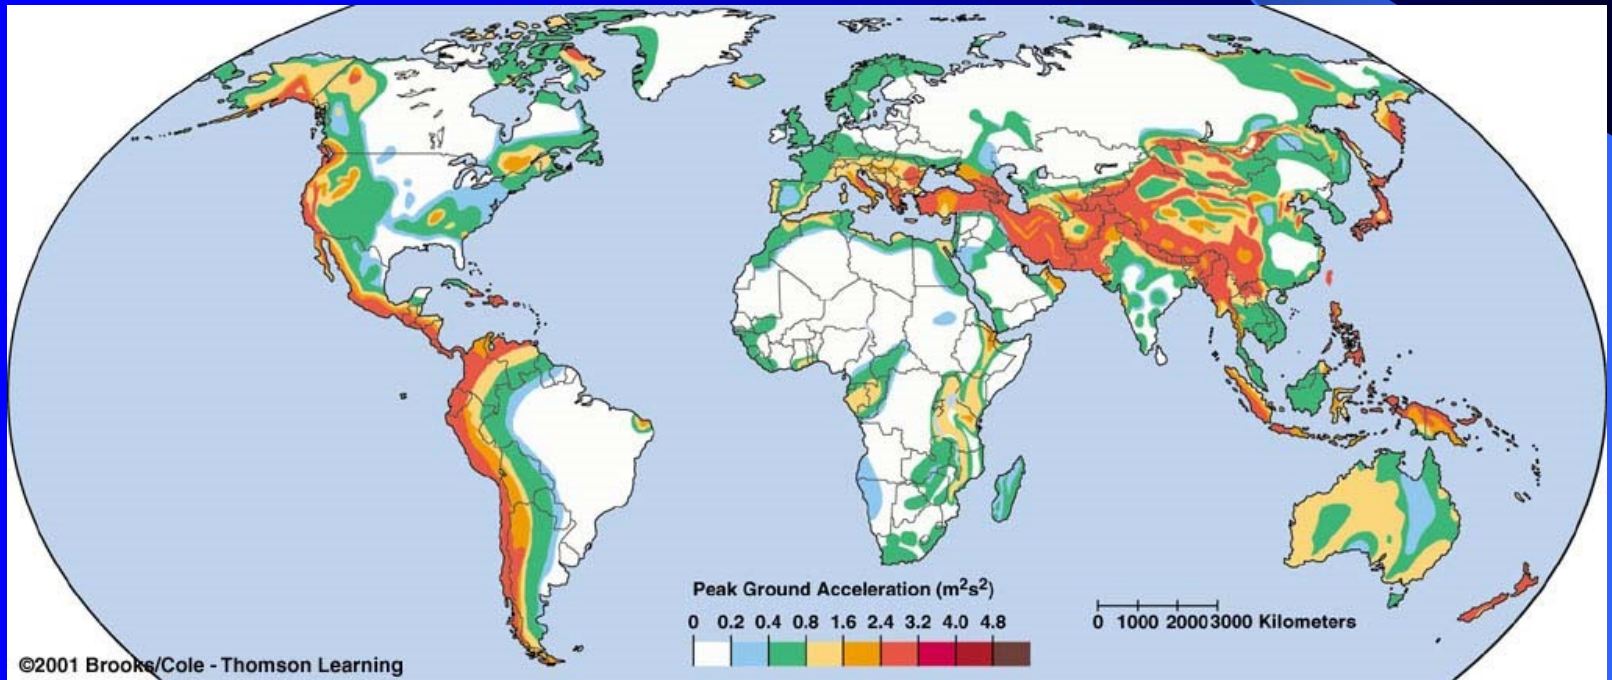 Peak Ground Acceleration (m²s²)
0 0.2 0.4 0.8 1.6 2.4 3.2 4.0 4.8
0 1000 2000 3000 Kilometers
©2001 Brooks/Cole - Thomson Learning